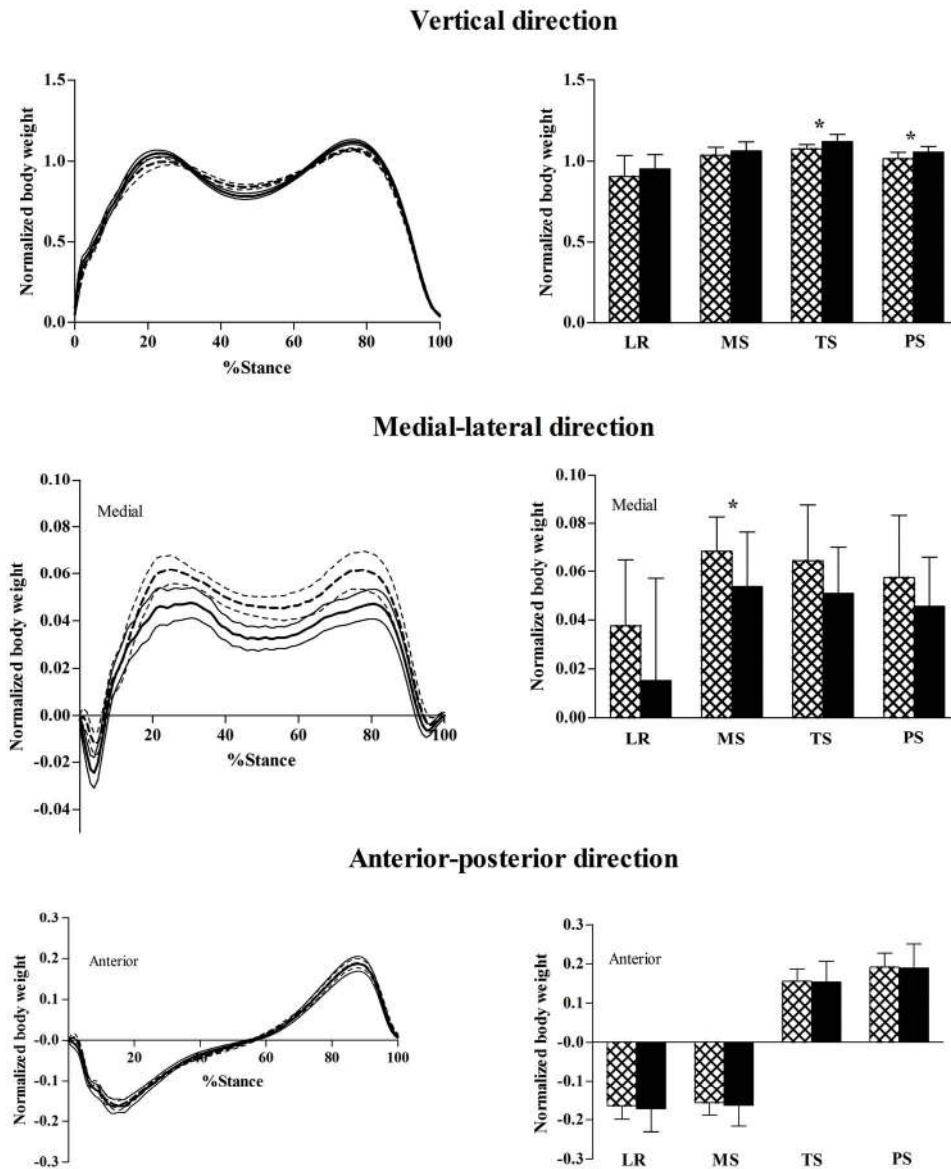 Vertical direction
Normalized body weight
1.5
1.0
0.5
0.0
0 20 40 60 80 100
%Stance
Normalized body weight
1.5
1.0
0.5
0.0
* *
LR MS TS PS
Medial-lateral direction
Normalized body weight
0.10
0.08
0.06
0.04
0.02
0.00
-0.02
-0.04
Medial
20 40 60 80 100
%Stance
Normalized body weight
0.10
0.08
0.06
0.04
0.02
0.00
Medial
*
LR MS TS PS
Anterior-posterior direction
Normalized body weight
0.3
0.2
0.1
-0.0
-0.1
-0.2
-0.3
Anterior
20 40 60 80 100
%Stance
Normalized body weight
0.3
0.2
0.1
-0.0
-0.1
-0.2
-0.3
Anterior
LR MS TS PS